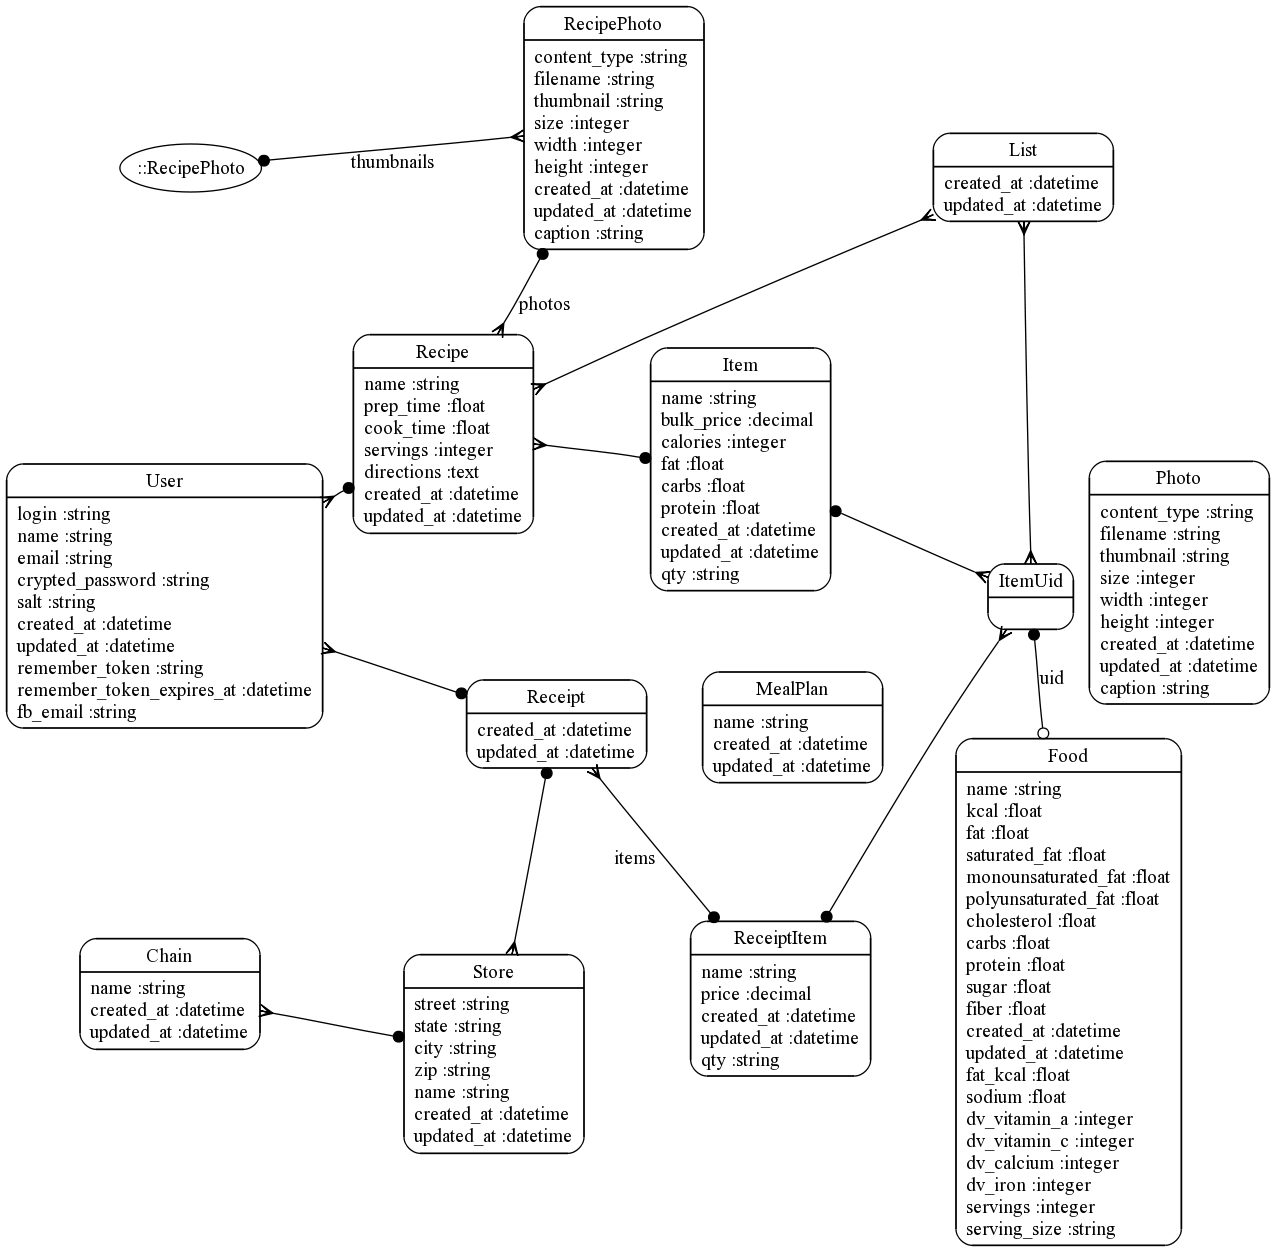 RecipePhoto
content_type :string
filename :string
thumbnail :string
size :integer
width :integer
height :integer
created_at :datetime
updated_at :datetime
caption :string
::RecipePhoto
thumbnails
List
created_at :datetime
updated_at :datetime
photos
Recipe
name :string
prep_time :float
cook_time :float
servings :integer
directions :text
created_at :datetime
updated_at :datetime
Item
name :string
bulk_price :decimal
calories :integer
fat :float
carbs :float
protein :float
created_at :datetime
updated_at :datetime
qty :string
User
login :string
name :string
email :string
crypted_password :string
salt :string
created_at :datetime
updated_at :datetime
remember_token :string
remember_token_expires_at :datetime
fb_email :string
Photo
content_type :string
filename :string
thumbnail :string
size :integer
width :integer
height :integer
created_at :datetime
updated_at :datetime
caption :string
ItemUid
uid
Receipt
created_at :datetime
updated_at :datetime
MealPlan
name :string
created_at :datetime
updated_at :datetime
items
Food
name :string
kcal :float
fat :float
saturated_fat :float
monounsaturated_fat :float
polyunsaturated_fat :float
cholesterol :float
carbs :float
protein :float
sugar :float
fiber :float
created_at :datetime
updated_at :datetime
fat_kcal :float
sodium :float
dv_vitamin_a :integer
dv_vitamin_c :integer
dv_calcium :integer
dv_iron :integer
servings :integer
serving_size :string
Chain
name :string
created_at :datetime
updated_at :datetime
Store
street :string
state :string
city :string
zip :string
name :string
created_at :datetime
updated_at :datetime
ReceiptItem
name :string
price :decimal
created_at :datetime
updated_at :datetime
qty :string